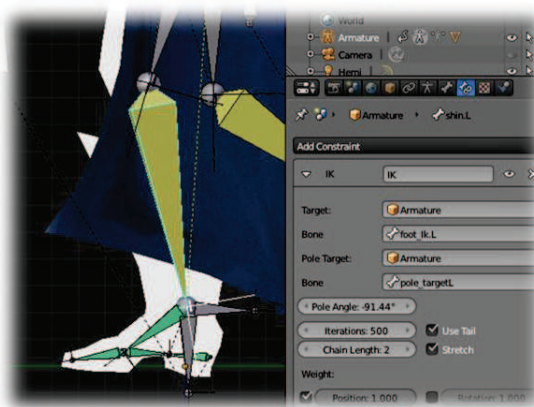 World
Armature
Camera
Hemi
Armature shin.L
Add Constraint
IK IK
Target: Armature
Bone foot_Ik.L
Pole Target: Armature
Bone pole_targetL
Pole Angle: -91.44°
Iterations: 500 Use Tail
Chain Length: 2 Stretch
Weight:
Position: 1.000 Rotation: 1.000